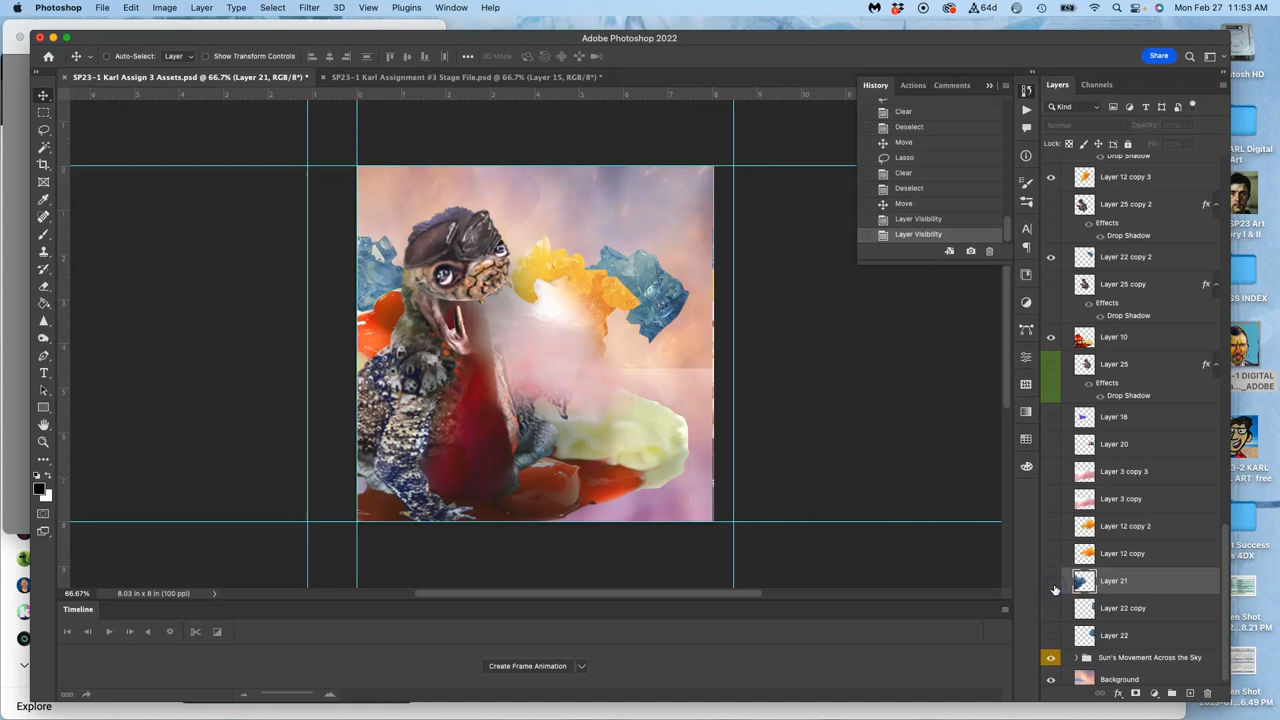 Photoshop File Edit Image Layer Type Select Filter 3D View Plugins Window Help 64d Mon Feb 27 11:53 AM
Adobe Photoshop 2022
Auto-Select: Layer Show Transform Controls 3D Mode: Share
SP23-1 Karl Assign 3 Assets.psd @ 66.7% (Layer 21, RGB/8*) *
SP23-1 Karl Assignment #3 Stage File.psd @ 66.7% (Layer 15, RGB/8*) *
History Actions Comments
Clear
Deselect
Move
Lasso
Clear
Deselect
Move
Layer Visibility
Layer Visibility
Layers Channels
Kind
Normal Opacity: 100%
Lock: Fill: 100%
Drop Shadow
Layer 12 copy 3
Layer 25 copy 2 fx
Effects
Drop Shadow
Layer 22 copy 2
Layer 25 copy fx
Effects
Drop Shadow
Layer 10
Layer 25 fx
Effects
Drop Shadow
Layer 18
Layer 20
Layer 3 copy 3
Layer 3 copy
Layer 12 copy 2
Layer 12 copy
Layer 21
Layer 22 copy
Layer 22
Sun's Movement Across the Sky
Background
66.67% 8.03 in x 8 in (100 ppi)
Timeline
Create Frame Animation
Explore